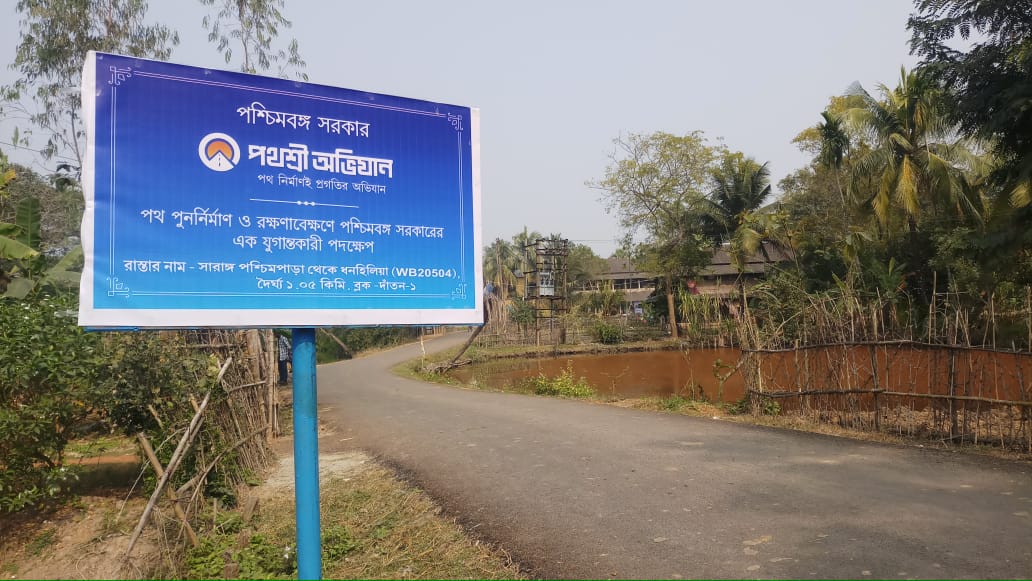 পশ্চিমবঙ্গ সরকার
পথশ্রী অভিযান
পথ নির্মাণই প্রগতির অভিযান
পথ পুনর্নির্মাণ ও রক্ষণাবেক্ষণে পশ্চিমবঙ্গ সরকারের
এক যুগান্তকারী পদক্ষেপ
রাস্তার নাম - সারাঙ্গ পশ্চিমপাড়া থেকে ধনহিলিয়া (WB20504),
দৈর্ঘ্য ১.০৫ কিমি. ব্লক -দাঁতন-১